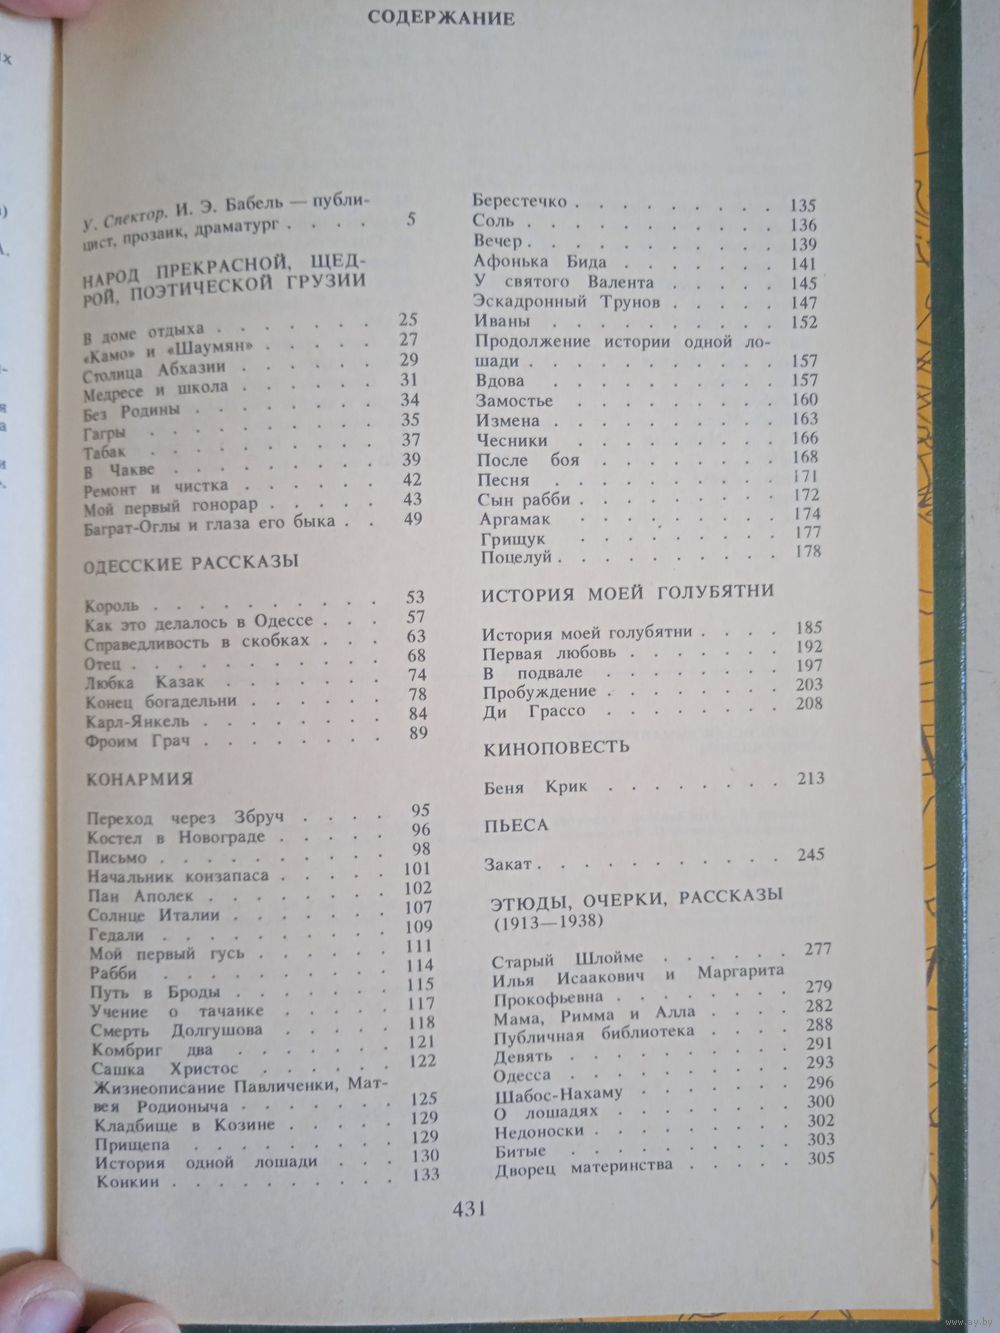 СОДЕРЖАНИЕ
У. Спектор. И. Э. Бабель — публи-
цист, прозаик, драматург . . . . 5
НАРОД ПРЕКРАСНОЙ, ЩЕД-
РОЙ, ПОЭТИЧЕСКОЙ ГРУЗИИ
В доме отдыха . . . . . . . 25
«Камо» и «Шаумян» . . . . . 27
Столица Абхазии . . . . . . 29
Медресе и школа . . . . . . 31
Без Родины . . . . . . . . 34
Гагры . . . . . . . . . 35
Табак . . . . . . . . . 37
В Чакве . . . . . . . . 39
Ремонт и чистка . . . . . . 42
Мой первый гонорар . . . . . 43
Баграт-Оглы и глаза его быка . . 49
ОДЕССКИЕ РАССКАЗЫ
Король . . . . . . . . . 53
Как это делалось в Одессе . . . 57
Справедливость в скобках . . . 63
Отец . . . . . . . . . . 68
Любка Казак . . . . . . . 74
Конец богадельни . . . . . . 78
Карл-Янкель . . . . . . . 84
Фроим Грач . . . . . . . . 89
КОНАРМИЯ
Переход через Збруч . . . . 95
Костел в Новограде . . . . . 96
Письмо . . . . . . . . . 98
Начальник конзапаса . . . . . 101
Пан Аполек . . . . . . . . 102
Солнце Италии . . . . . . . 107
Гедали . . . . . . . . . 109
Мой первый гусь . . . . . . 111
Рабби . . . . . . . . . 114
Путь в Броды . . . . . . . 115
Учение о тачанке . . . . . . 117
Смерть Долгушова . . . . . 118
Комбриг два . . . . . . . 121
Сашка Христос . . . . . . 122
Жизнеописание Павличенки, Мат-
вея Родионыча . . . . . . . 125
Кладбище в Козине . . . . . 129
Прищепа . . . . . . . . 129
История одной лошади . . . 130
Конкин . . . . . . . . . 133
Берестечко . . . . . . . . . 135
Соль . . . . . . . . . . . 136
Вечер . . . . . . . . . . . 139
Афонька Бида . . . . . . . 141
У святого Валента . . . . . 145
Эскадронный Трунов . . . . . 147
Иваны . . . . . . . . . . 152
Продолжение истории одной ло-
шади . . . . . . . . . . . 157
Вдова . . . . . . . . . . 157
Замостье . . . . . . . . . 160
Измена . . . . . . . . . . 163
Чесники . . . . . . . . . 166
После боя . . . . . . . . 168
Песня . . . . . . . . . . 171
Сын рабби . . . . . . . . . 172
Аргамак . . . . . . . . 174
Грищук . . . . . . . . 177
Поцелуй . . . . . . . . . . 178
ИСТОРИЯ МОЕЙ ГОЛУБЯТНИ
История моей голубятни . . . . 185
Первая любовь . . . . . . . 192
В подвале . . . . . . . . 197
Пробуждение . . . . . . . . 203
Ди Грассо . . . . . . . . 208
КИНОПОВЕСТЬ
Беня Крик . . . . . . . . 213
ПЬЕСА
Закат . . . . . . . . . . . 245
ЭТЮДЫ, ОЧЕРКИ, РАССКАЗЫ
(1913—1938)
Старый Шлойме . . . . . . 277
Илья Исаакович и Маргарита
Прокофьевна . . . . . . . . 279
Мама, Римма и Алла . . . . . 282
Публичная библиотека . . . . . 288
Девять . . . . . . . . . . 291
Одесса . . . . . . . . . . 293
Шабос-Нахаму . . . . . . . 296
О лошадях . . . . . . . . 300
Недоноски . . . . . . . . . 302
Битые . . . . . . . . . . 303
Дворец материнства . . . . . 305
431
www.ay.by